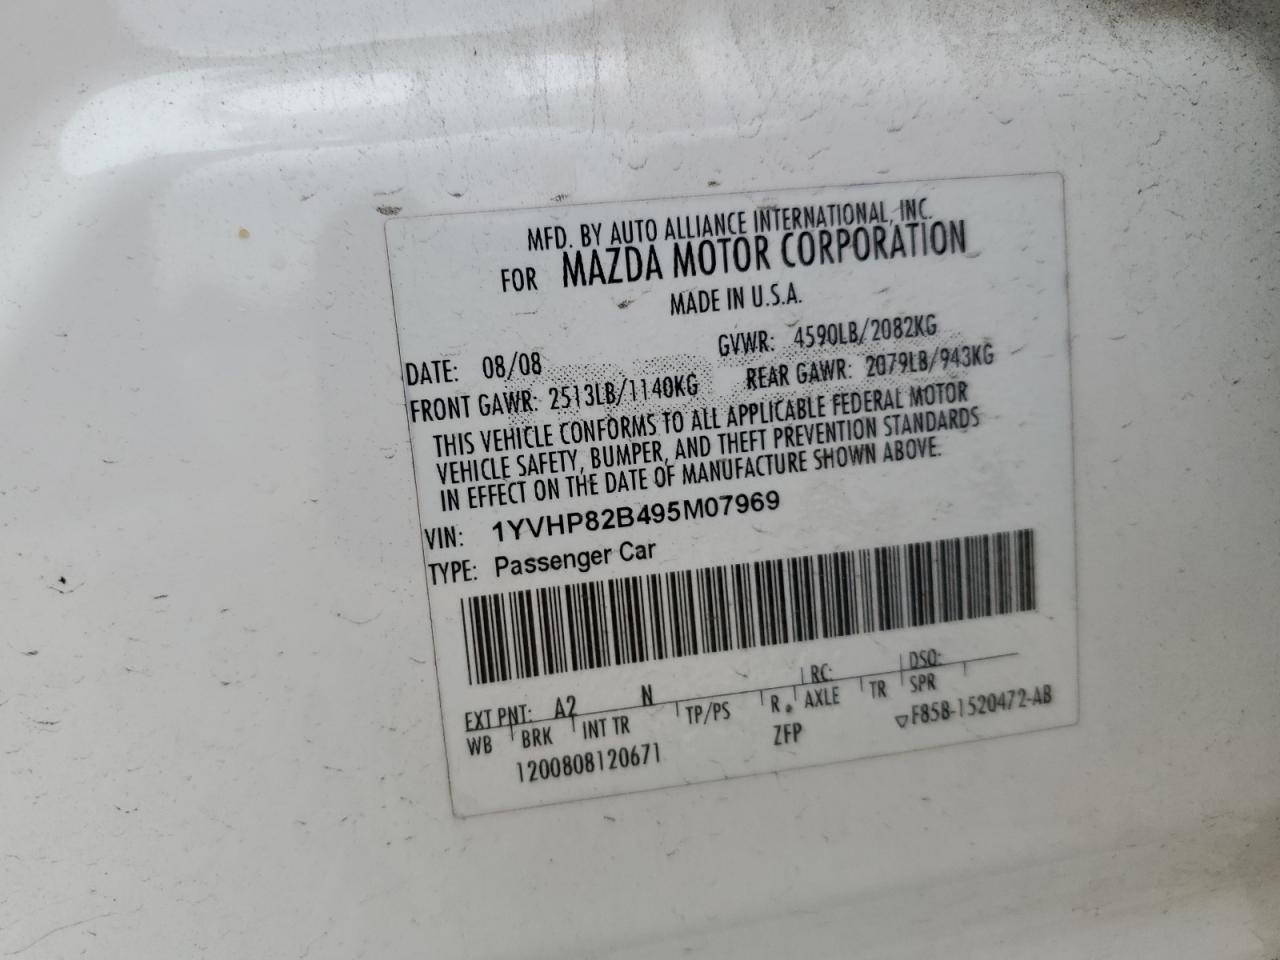 MFD. BY AUTO ALLIANCE INTERNATIONAL, INC.
FOR MAZDA MOTOR CORPORATION
MADE IN U.S.A.
DATE: 08/08 GVWR: 4590LB/2082KG
FRONT GAWR: 2513LB/1140KG REAR GAWR: 2079LB/943KG
THIS VEHICLE CONFORMS TO ALL APPLICABLE FEDERAL MOTOR
VEHICLE SAFETY, BUMPER, AND THEFT PREVENTION STANDARDS
IN EFFECT ON THE DATE OF MANUFACTURE SHOWN ABOVE.
VIN: 1YVHP82B495M07969
TYPE: Passenger Car
EXT PNT: A2 N RC: DSO:
WB BRK INT TR TP/PS R. AXLE TR SPR
1200808120671 ZFP F85B-1520472-AB